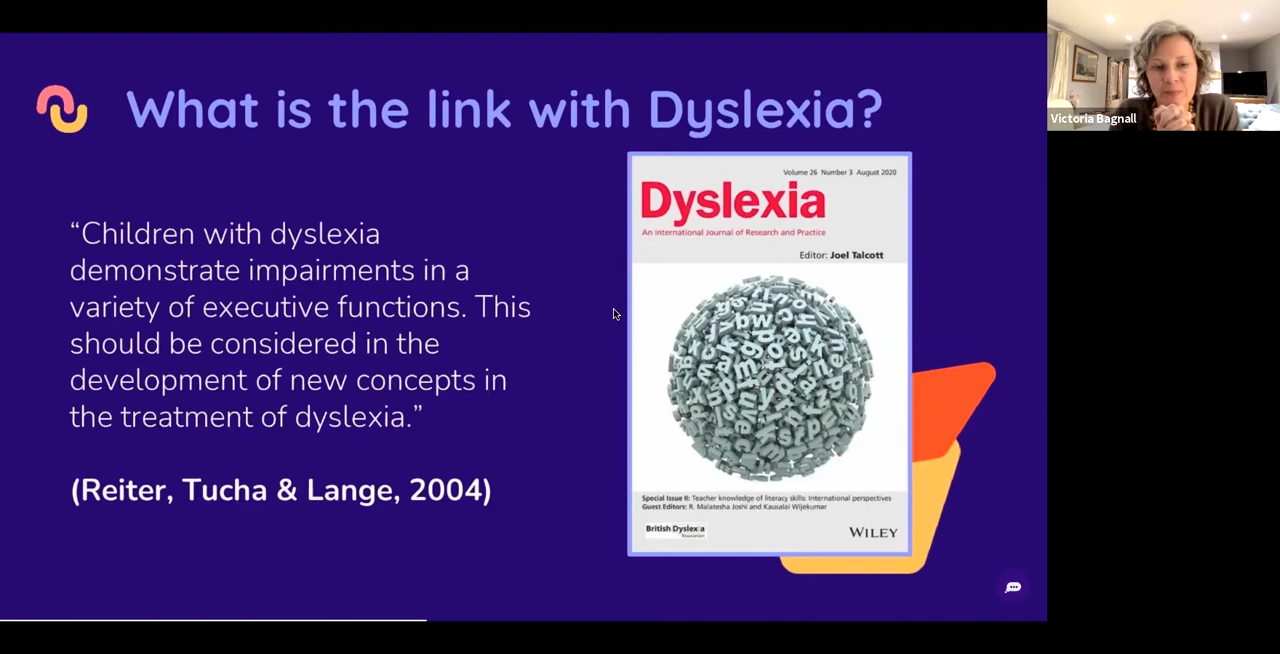 What is the link with Dyslexia?
“Children with dyslexia
demonstrate impairments in a
variety of executive functions. This
should be considered in the
development of new concepts in
the treatment of dyslexia.”
(Reiter, Tucha & Lange, 2004)
Volume 26 Number 3 August 2020
Dyslexia
An International Journal of Research and Practice
Editor: Joel Talcott
Special Issue II: Teacher knowledge of literacy skills: International perspectives
Guest Editors: R. Malatesha Joshi and Kausalai Wijekumar
British Dyslexia
Association
WILEY
Victoria Bagnall